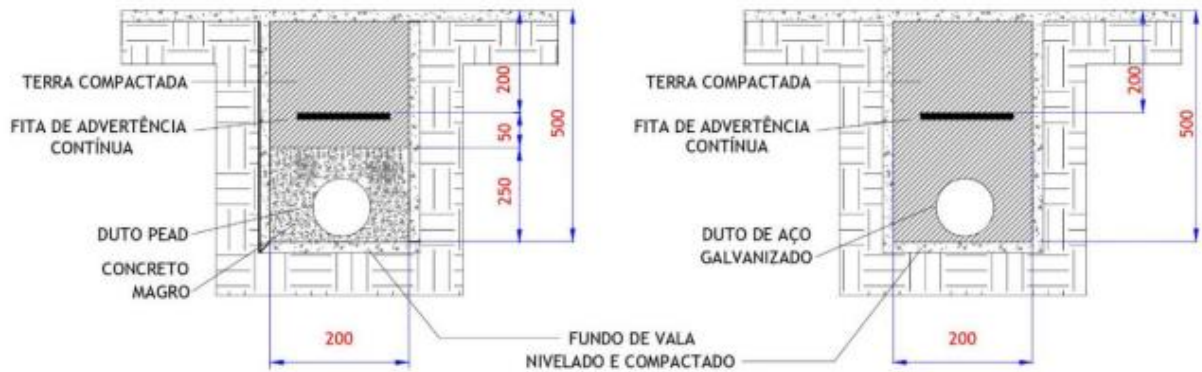 TERRA COMPACTADA
FITA DE ADVERTÊNCIA
CONTÍNUA
DUTO PEAD
CONCRETO
MAGRO
200
50
250
500
200
FUNDO DE VALA
NIVELADO E COMPACTADO
TERRA COMPACTADA
FITA DE ADVERTÊNCIA
CONTÍNUA
DUTO DE AÇO
GALVANIZADO
200
500
200